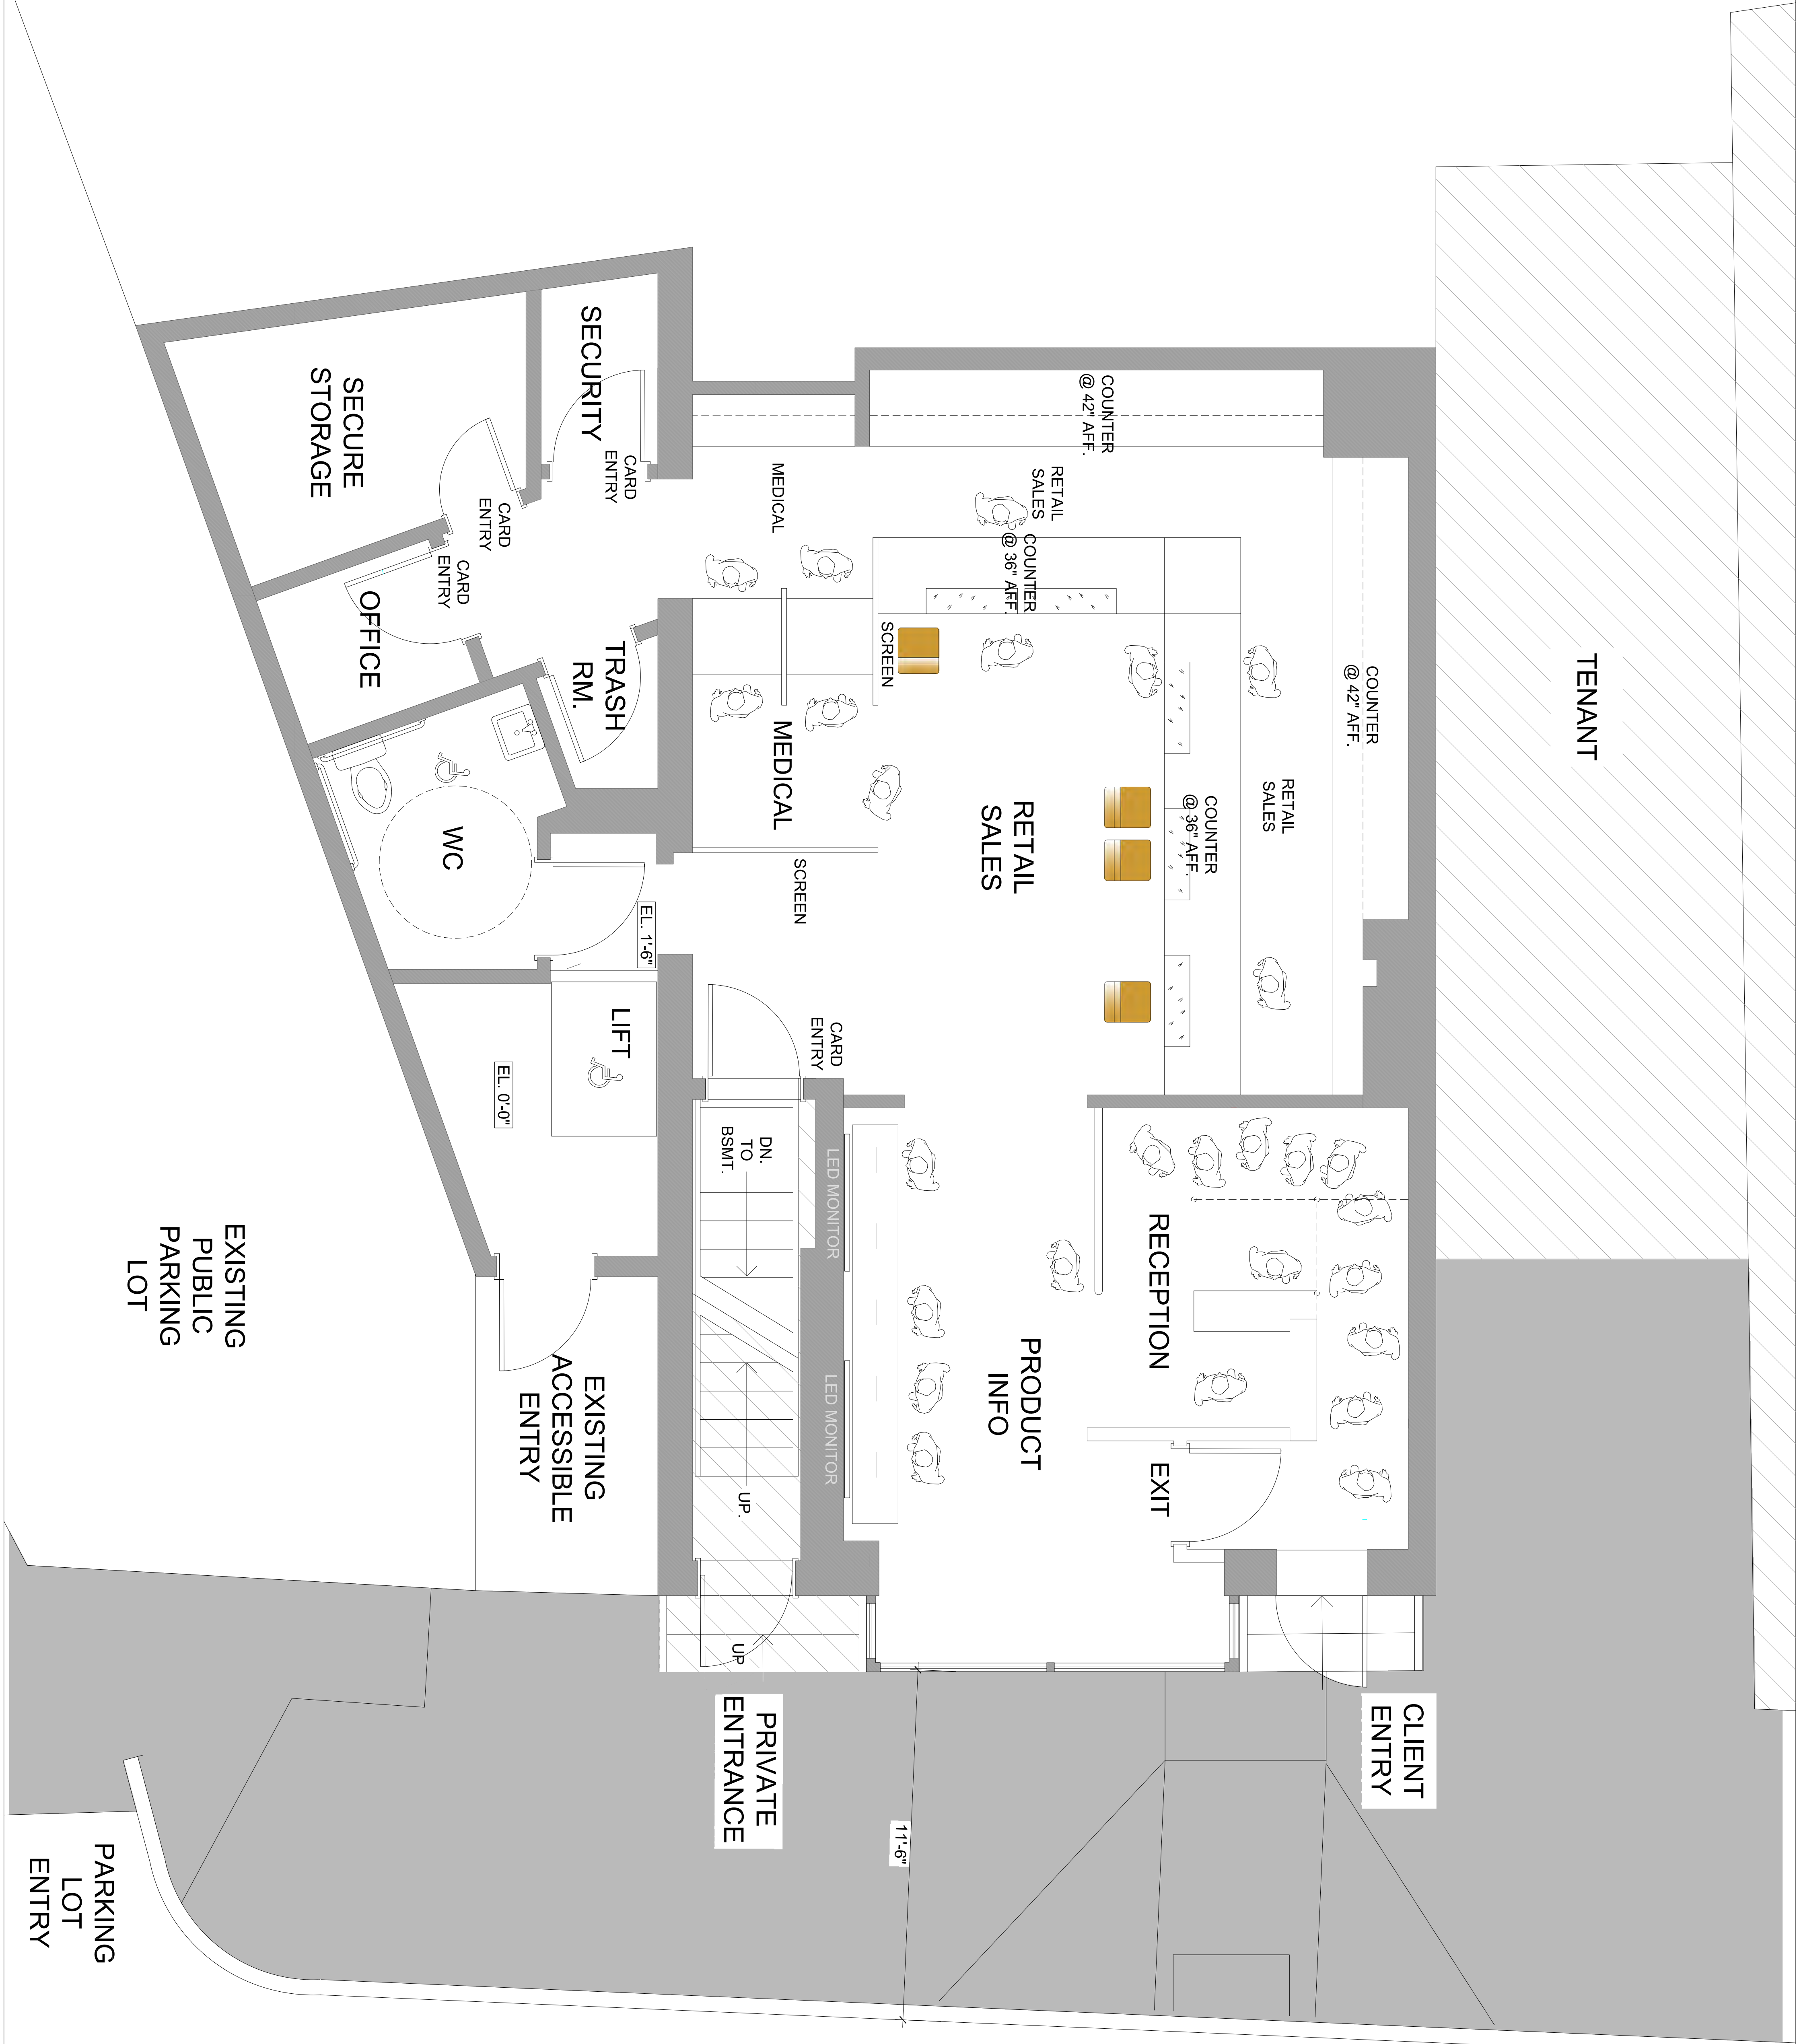 TENANT
COUNTER
@ 42" AFF.
COUNTER
@ 42" AFF.
RETAIL
SALES
COUNTER
@ 36" AFF.
RETAIL
SALES
COUNTER
@ 36" AFF.
RETAIL
SALES
MEDICAL
MEDICAL
SCREEN
SCREEN
SECURITY
CARD
ENTRY
SECURE
STORAGE
CARD
ENTRY
CARD
ENTRY
OFFICE
TRASH
RM.
WC
EL. 1'-6"
LIFT
EL. 0'-0"
CARD
ENTRY
DN.
TO
BSMT.
UP.
UP
LED MONITOR
LED MONITOR
RECEPTION
PRODUCT
INFO
EXIT
CLIENT
ENTRY
PRIVATE
ENTRANCE
EXISTING
ACCESSIBLE
ENTRY
EXISTING
PUBLIC
PARKING
LOT
11'-6"
PARKING
LOT
ENTRY